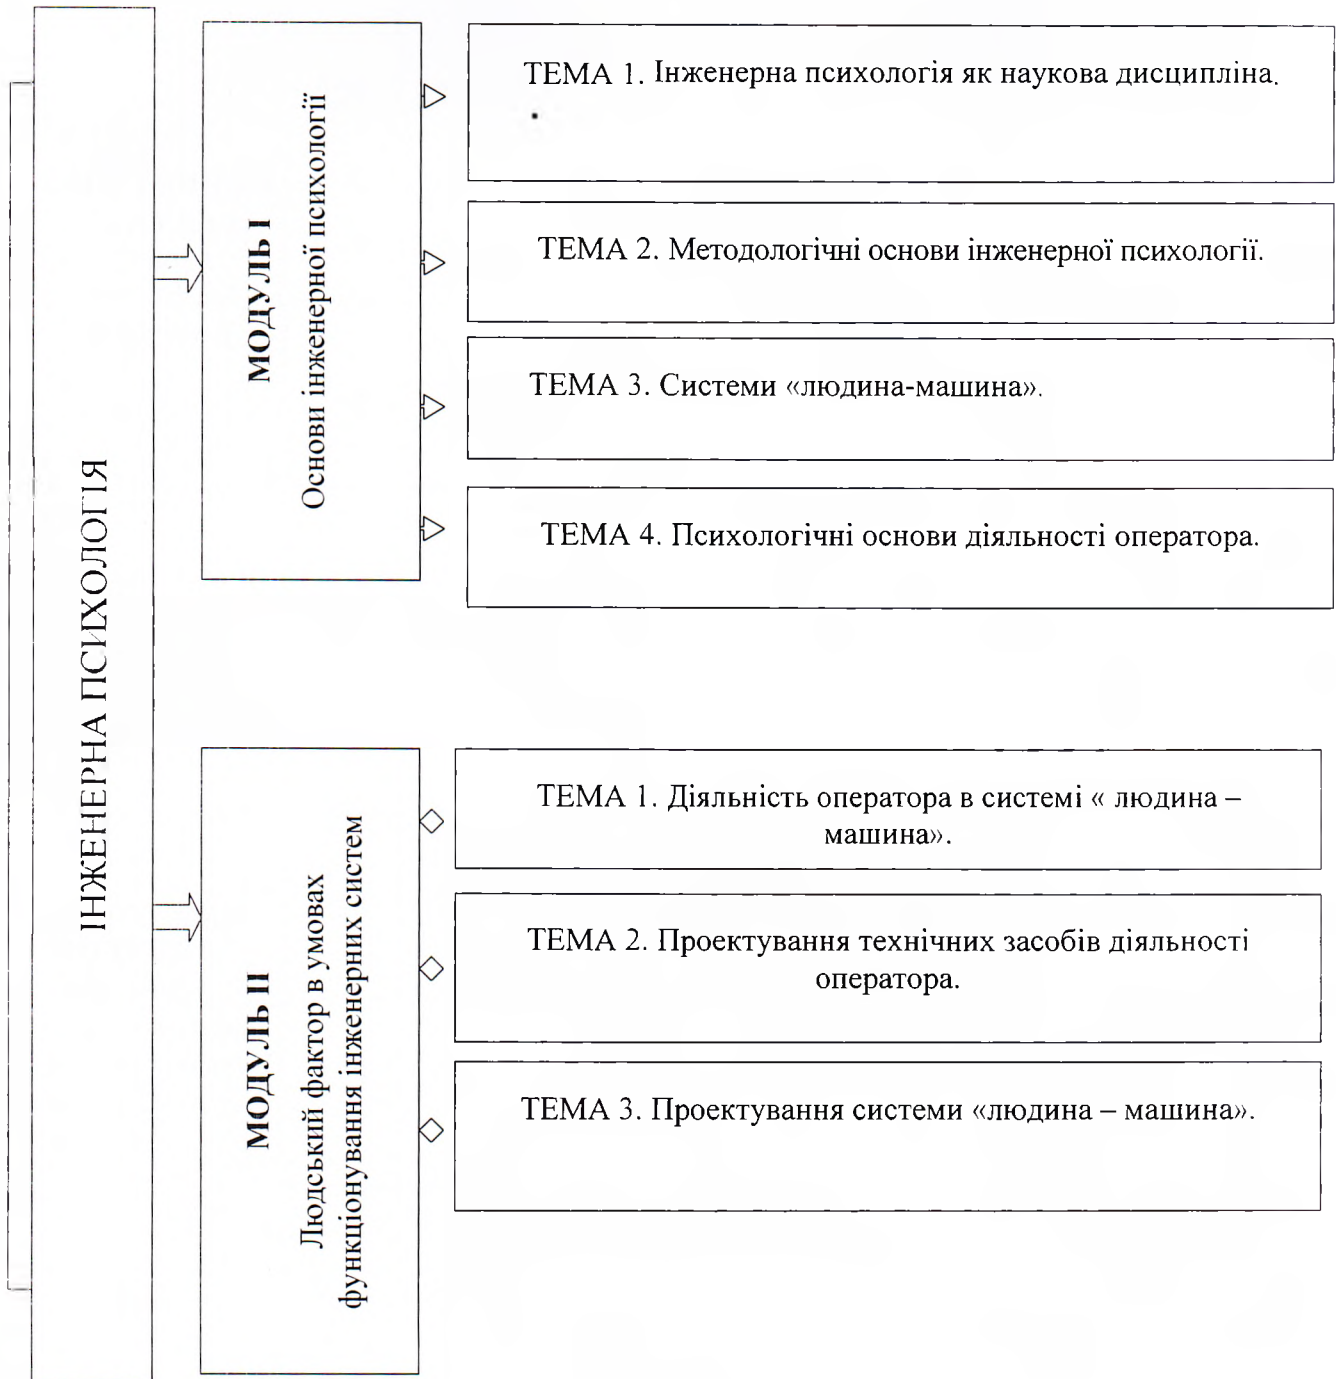 ІНЖЕНЕРНА ПСИХОЛОГІЯ
МОДУЛЬ І
Основи інженерної психології
ТЕМА 1. Інженерна психологія як наукова дисципліна.
ТЕМА 2. Методологічні основи інженерної психології.
ТЕМА 3. Системи «людина-машина».
ТЕМА 4. Психологічні основи діяльності оператора.
МОДУЛЬ ІІ
Людський фактор в умовах
функціонування інженерних систем
ТЕМА 1. Діяльність оператора в системі « людина –
машина».
ТЕМА 2. Проектування технічних засобів діяльності
оператора.
ТЕМА 3. Проектування системи «людина – машина».